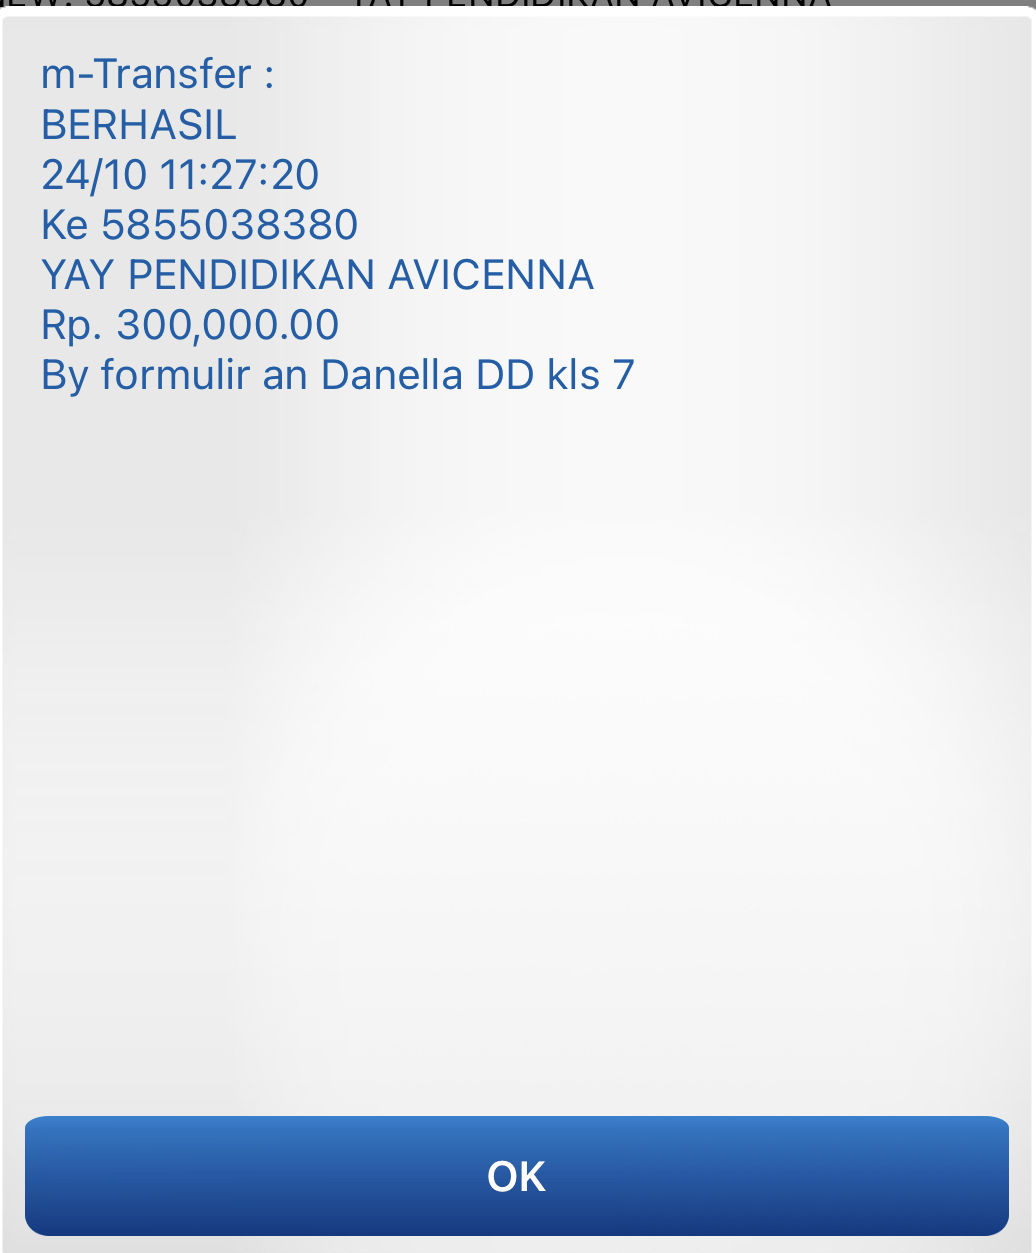 5855038380 YAY PENDIDIKAN AVICENNA
m-Transfer :
BERHASIL
24/10 11:27:20
Ke 5855038380
YAY PENDIDIKAN AVICENNA
Rp. 300,000.00
By formulir an Danella DD kls 7
OK